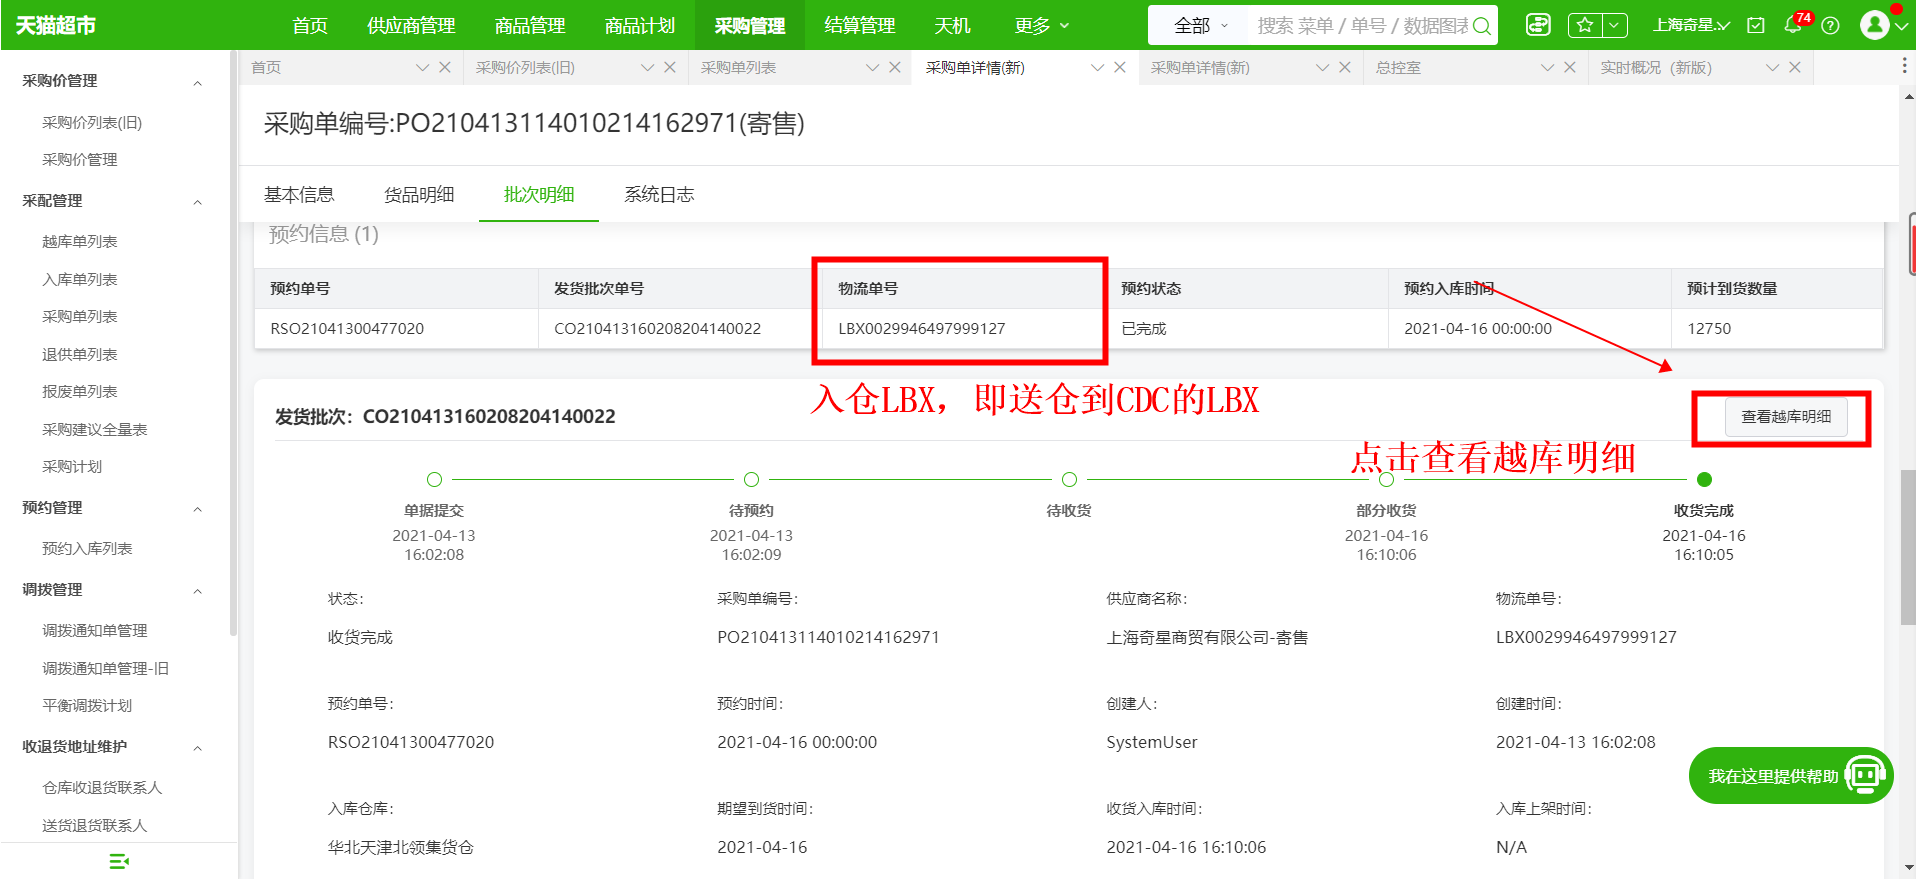 天猫超市
首页 供应商管理 商品管理 商品计划 采购管理 结算管理 天机 更多
全部 搜索 菜单 / 单号 / 数据图表
上海奇星... 74
首页 采购价列表(旧) 采购单列表 采购单详情(新) 采购单详情(新) 总控室 实时概况 (新版)
采购价管理
采购价列表(旧)
采购价管理
采配管理
越库单列表
入库单列表
采购单列表
退供单列表
报废单列表
采购建议全量表
采购计划
预约管理
预约入库列表
调拨管理
调拨通知单管理
调拨通知单管理-旧
平衡调拨计划
收退货地址维护
仓库收退货联系人
送货退货联系人
采购单编号:PO210413114010214162971(寄售)
基本信息 货品明细 批次明细 系统日志
预约信息 (1)
预约单号 发货批次单号 物流单号 预约状态 预约入库时间 预计到货数量
RSO21041300477020 CO210413160208204140022 LBX0029946497999127 已完成 2021-04-16 00:00:00 12750
入仓LBX，即送仓到CDC的LBX
发货批次：CO210413160208204140022
查看越库明细
点击查看越库明细
单据提交 待预约 待收货 部分收货 收货完成
2021-04-13 2021-04-13 2021-04-16 2021-04-16
16:02:08 16:02:09 16:10:06 16:10:05
状态： 采购单编号： 供应商名称： 物流单号：
收货完成 PO210413114010214162971 上海奇星商贸有限公司-寄售 LBX0029946497999127
预约单号： 预约时间： 创建人： 创建时间：
RSO21041300477020 2021-04-16 00:00:00 SystemUser 2021-04-13 16:02:08
我在这里提供帮助
入库仓库： 期望到货时间： 收货入库时间： 入库上架时间：
华北天津北领集货仓 2021-04-16 2021-04-16 16:10:06 N/A